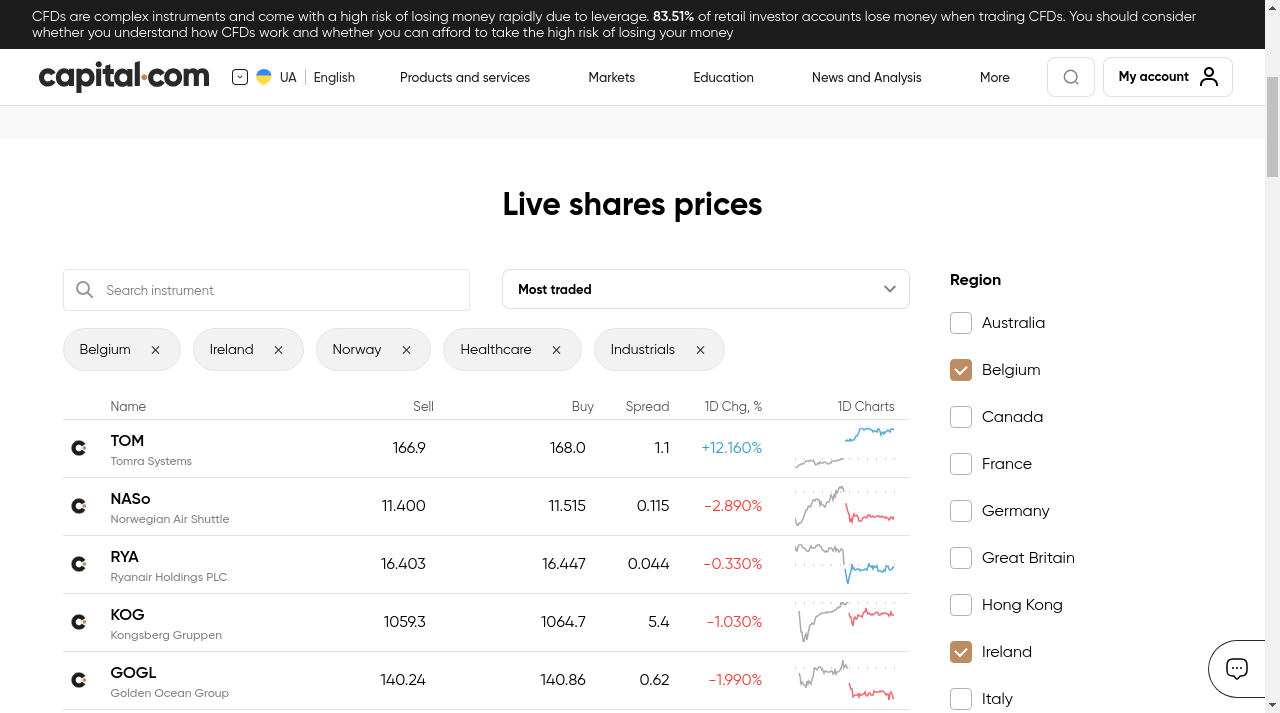 CFDs are complex instruments and come with a high risk of losing money rapidly due to leverage. 83.51% of retail investor accounts lose money when trading CFDs. You should consider
whether you understand how CFDs work and whether you can afford to take the high risk of losing your money
capital.com UA English Products and services Markets Education News and Analysis More My account
Live shares prices
Search instrument Most traded
Belgium Ireland Norway Healthcare Industrials
Name Sell Buy Spread 1D Chg, % 1D Charts
TOM 166.9 168.0 1.1 +12.160%
Tomra Systems
NASo 11.400 11.515 0.115 -2.890%
Norwegian Air Shuttle
RYA 16.403 16.447 0.044 -0.330%
Ryanair Holdings PLC
KOG 1059.3 1064.7 5.4 -1.030%
Kongsberg Gruppen
GOGL 140.24 140.86 0.62 -1.990%
Golden Ocean Group
Region
Australia
Belgium
Canada
France
Germany
Great Britain
Hong Kong
Ireland
Italy